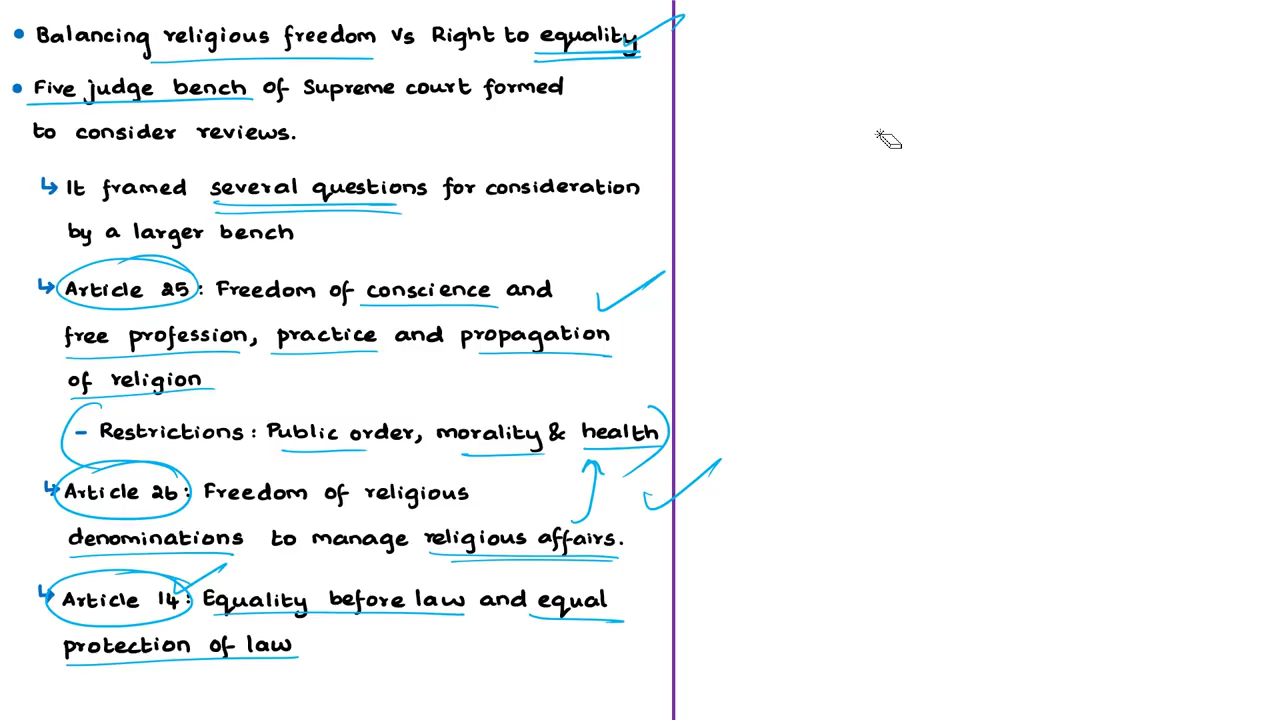 • Balancing religious freedom Vs Right to equality
• Five judge bench of Supreme court formed
to consider reviews.
↳ It framed several questions for consideration
by a larger bench
↳ Article 25: Freedom of conscience and
free profession, practice and propagation
of religion
- Restrictions: Public order, morality & health
↳ Article 26: Freedom of religious
denominations to manage religious affairs.
↳ Article 14: Equality before law and equal
protection of law